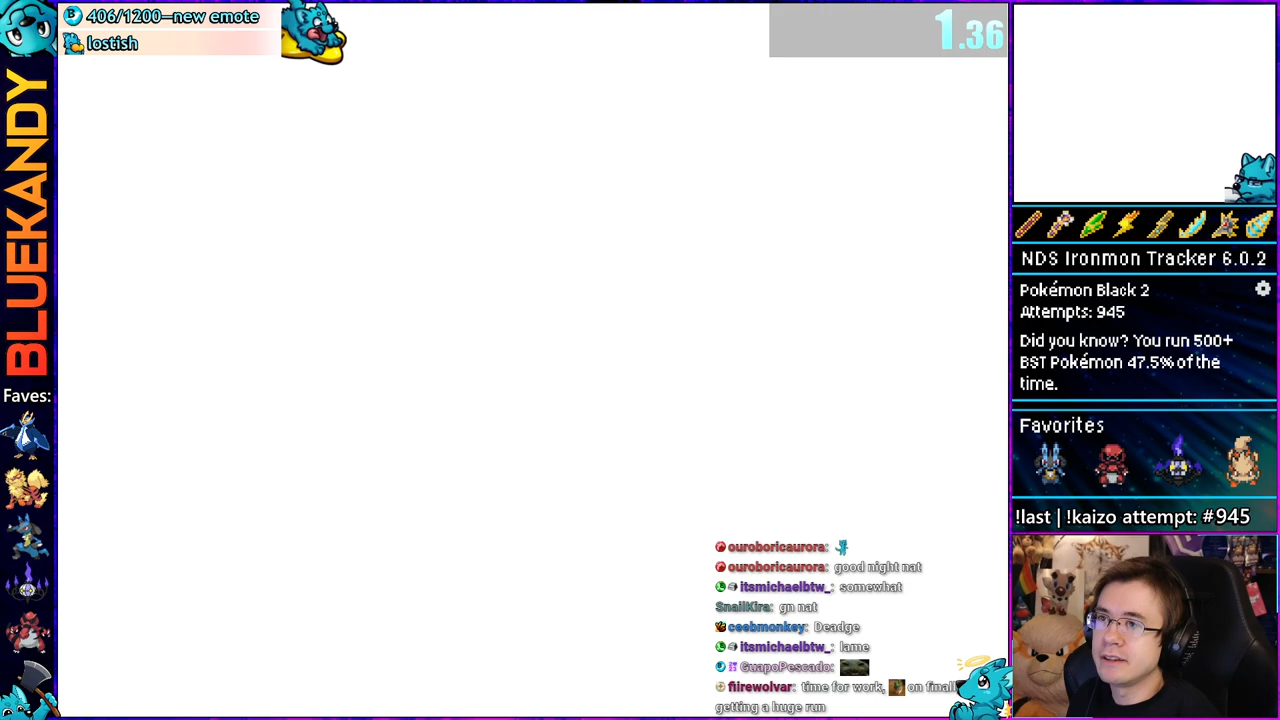 406/1200—new emote
lostish
1.36
BLUEKANDY
Faves:
NDS Ironmon Tracker 6.0.2
Pokémon Black 2
Attempts: 945
Did you know? You run 500+
BST Pokémon 47.5% of the
time.
Favorites
!last | !kaizo attempt: #945
ouroboricaurora:
ouroboricaurora: good night nat
itsmichaelbtw_: somewhat
SnailKira: gn nat
ceebmonkey: Deadge
itsmichaelbtw_: lame
GuapoPescado:
fiirewolvar: time for work, on finall
getting a huge run